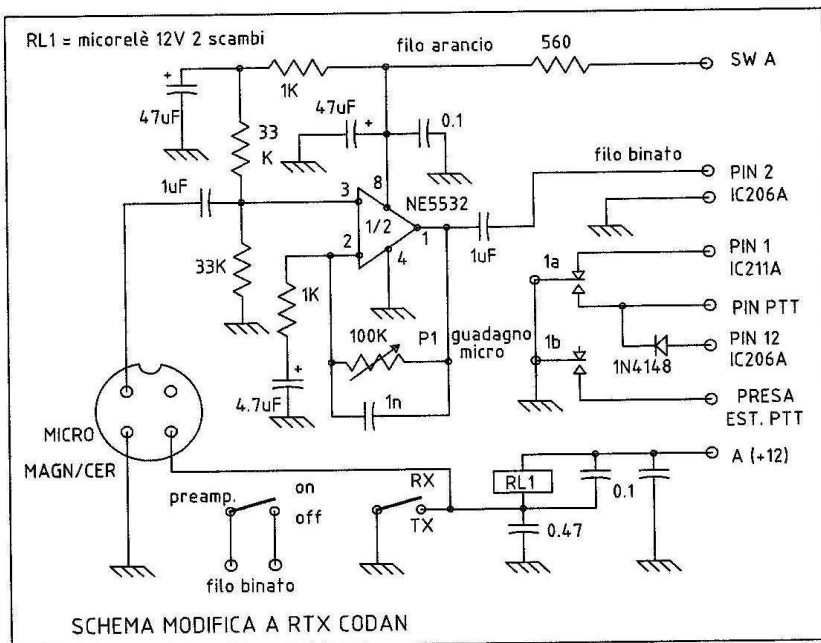 RL1 = micorelè 12V 2 scambi
filo arancio
560
SW A
1K
47uF
47uF
0.1
33
K
filo binato
PIN 2
IC206A
1uF
3
8
NE5532
1/2
1
2
4
1uF
PIN 1
IC211A
1a
33K
1K
PIN PTT
100K
P1
guadagno
micro
1b
1N4148
PIN 12
IC206A
4.7uF
1n
PRESA
EST. PTT
MICRO
MAGN/CER
A (+12)
preamp.
on
off
RX
TX
RL1
0.1
0.47
filo binato
SCHEMA MODIFICA A RTX CODAN